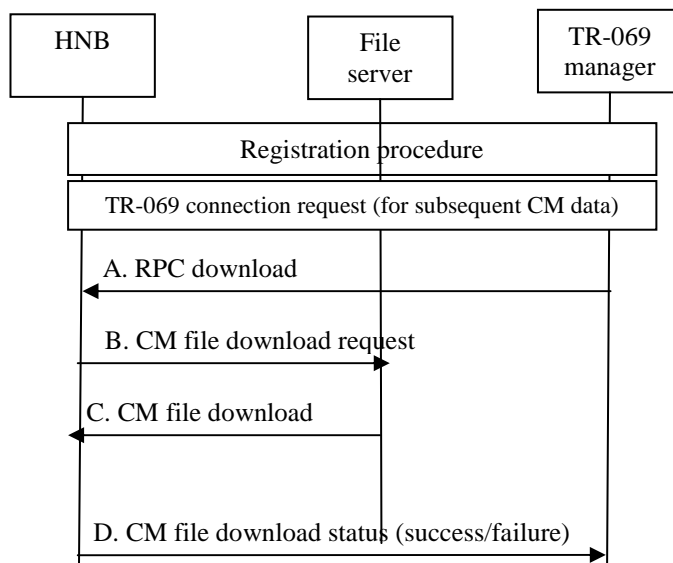 HNB
File
server
TR-069
manager
Registration procedure
TR-069 connection request (for subsequent CM data)
A. RPC download
B. CM file download request
C. CM file download
D. CM file download status (success/failure)